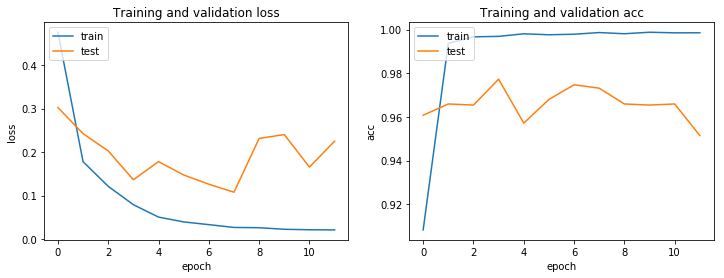 Training and validation loss
train
test
0.4
0.3
0.2
0.1
0.0
loss
0 2 4 6 8 10
epoch
Training and validation acc
train
test
1.00
0.98
0.96
0.94
0.92
acc
0 2 4 6 8 10
epoch